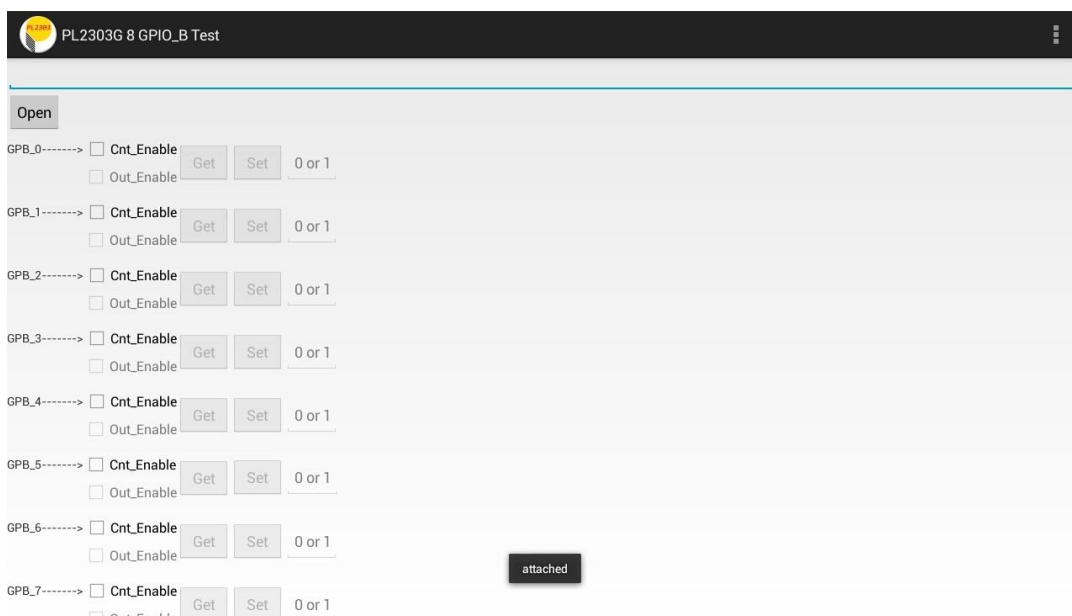 PL2303
PL2303G 8 GPIO_B Test
Open
GPB_0-------> Cnt_Enable
Out_Enable
Get Set 0 or 1
GPB_1-------> Cnt_Enable
Out_Enable
Get Set 0 or 1
GPB_2-------> Cnt_Enable
Out_Enable
Get Set 0 or 1
GPB_3-------> Cnt_Enable
Out_Enable
Get Set 0 or 1
GPB_4-------> Cnt_Enable
Out_Enable
Get Set 0 or 1
GPB_5-------> Cnt_Enable
Out_Enable
Get Set 0 or 1
GPB_6-------> Cnt_Enable
Out_Enable
Get Set 0 or 1
attached
GPB_7-------> Cnt_Enable
Get Set 0 or 1